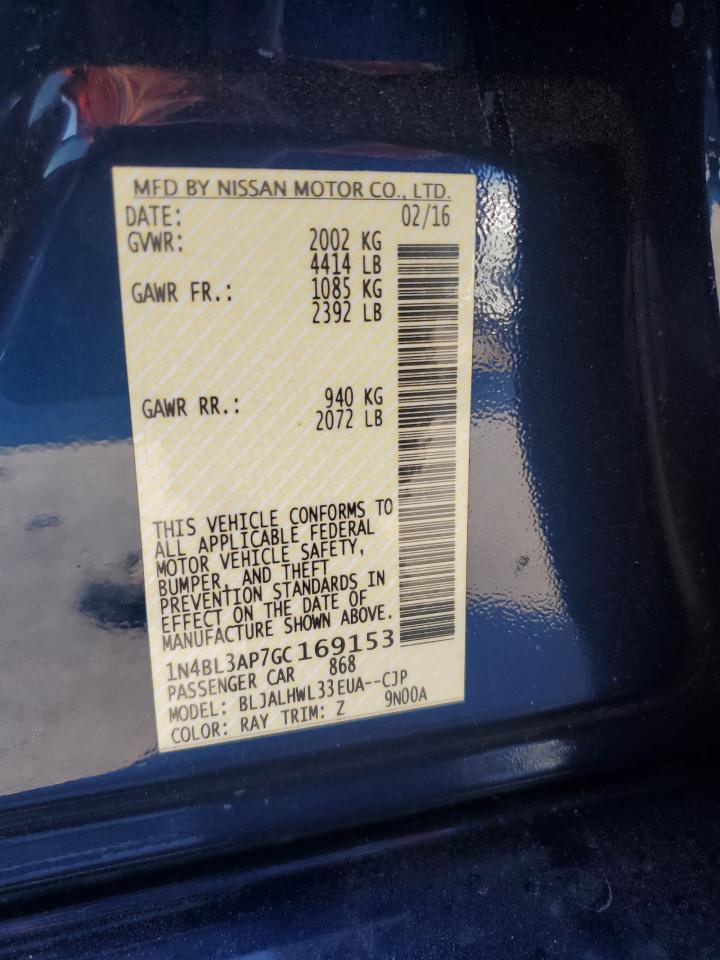 MFD BY NISSAN MOTOR CO., LTD.
DATE: 02/16
GVWR: 2002 KG
4414 LB
GAWR FR.: 1085 KG
2392 LB
GAWR RR.: 940 KG
2072 LB
THIS VEHICLE CONFORMS TO
ALL APPLICABLE FEDERAL
MOTOR VEHICLE SAFETY,
BUMPER, AND THEFT
PREVENTION STANDARDS IN
EFFECT ON THE DATE OF
MANUFACTURE SHOWN ABOVE.
1N4BL3AP7GC169153
PASSENGER CAR 868
MODEL: BLJALHWL33EUA--CJP
COLOR: RAY TRIM: Z 9N00A